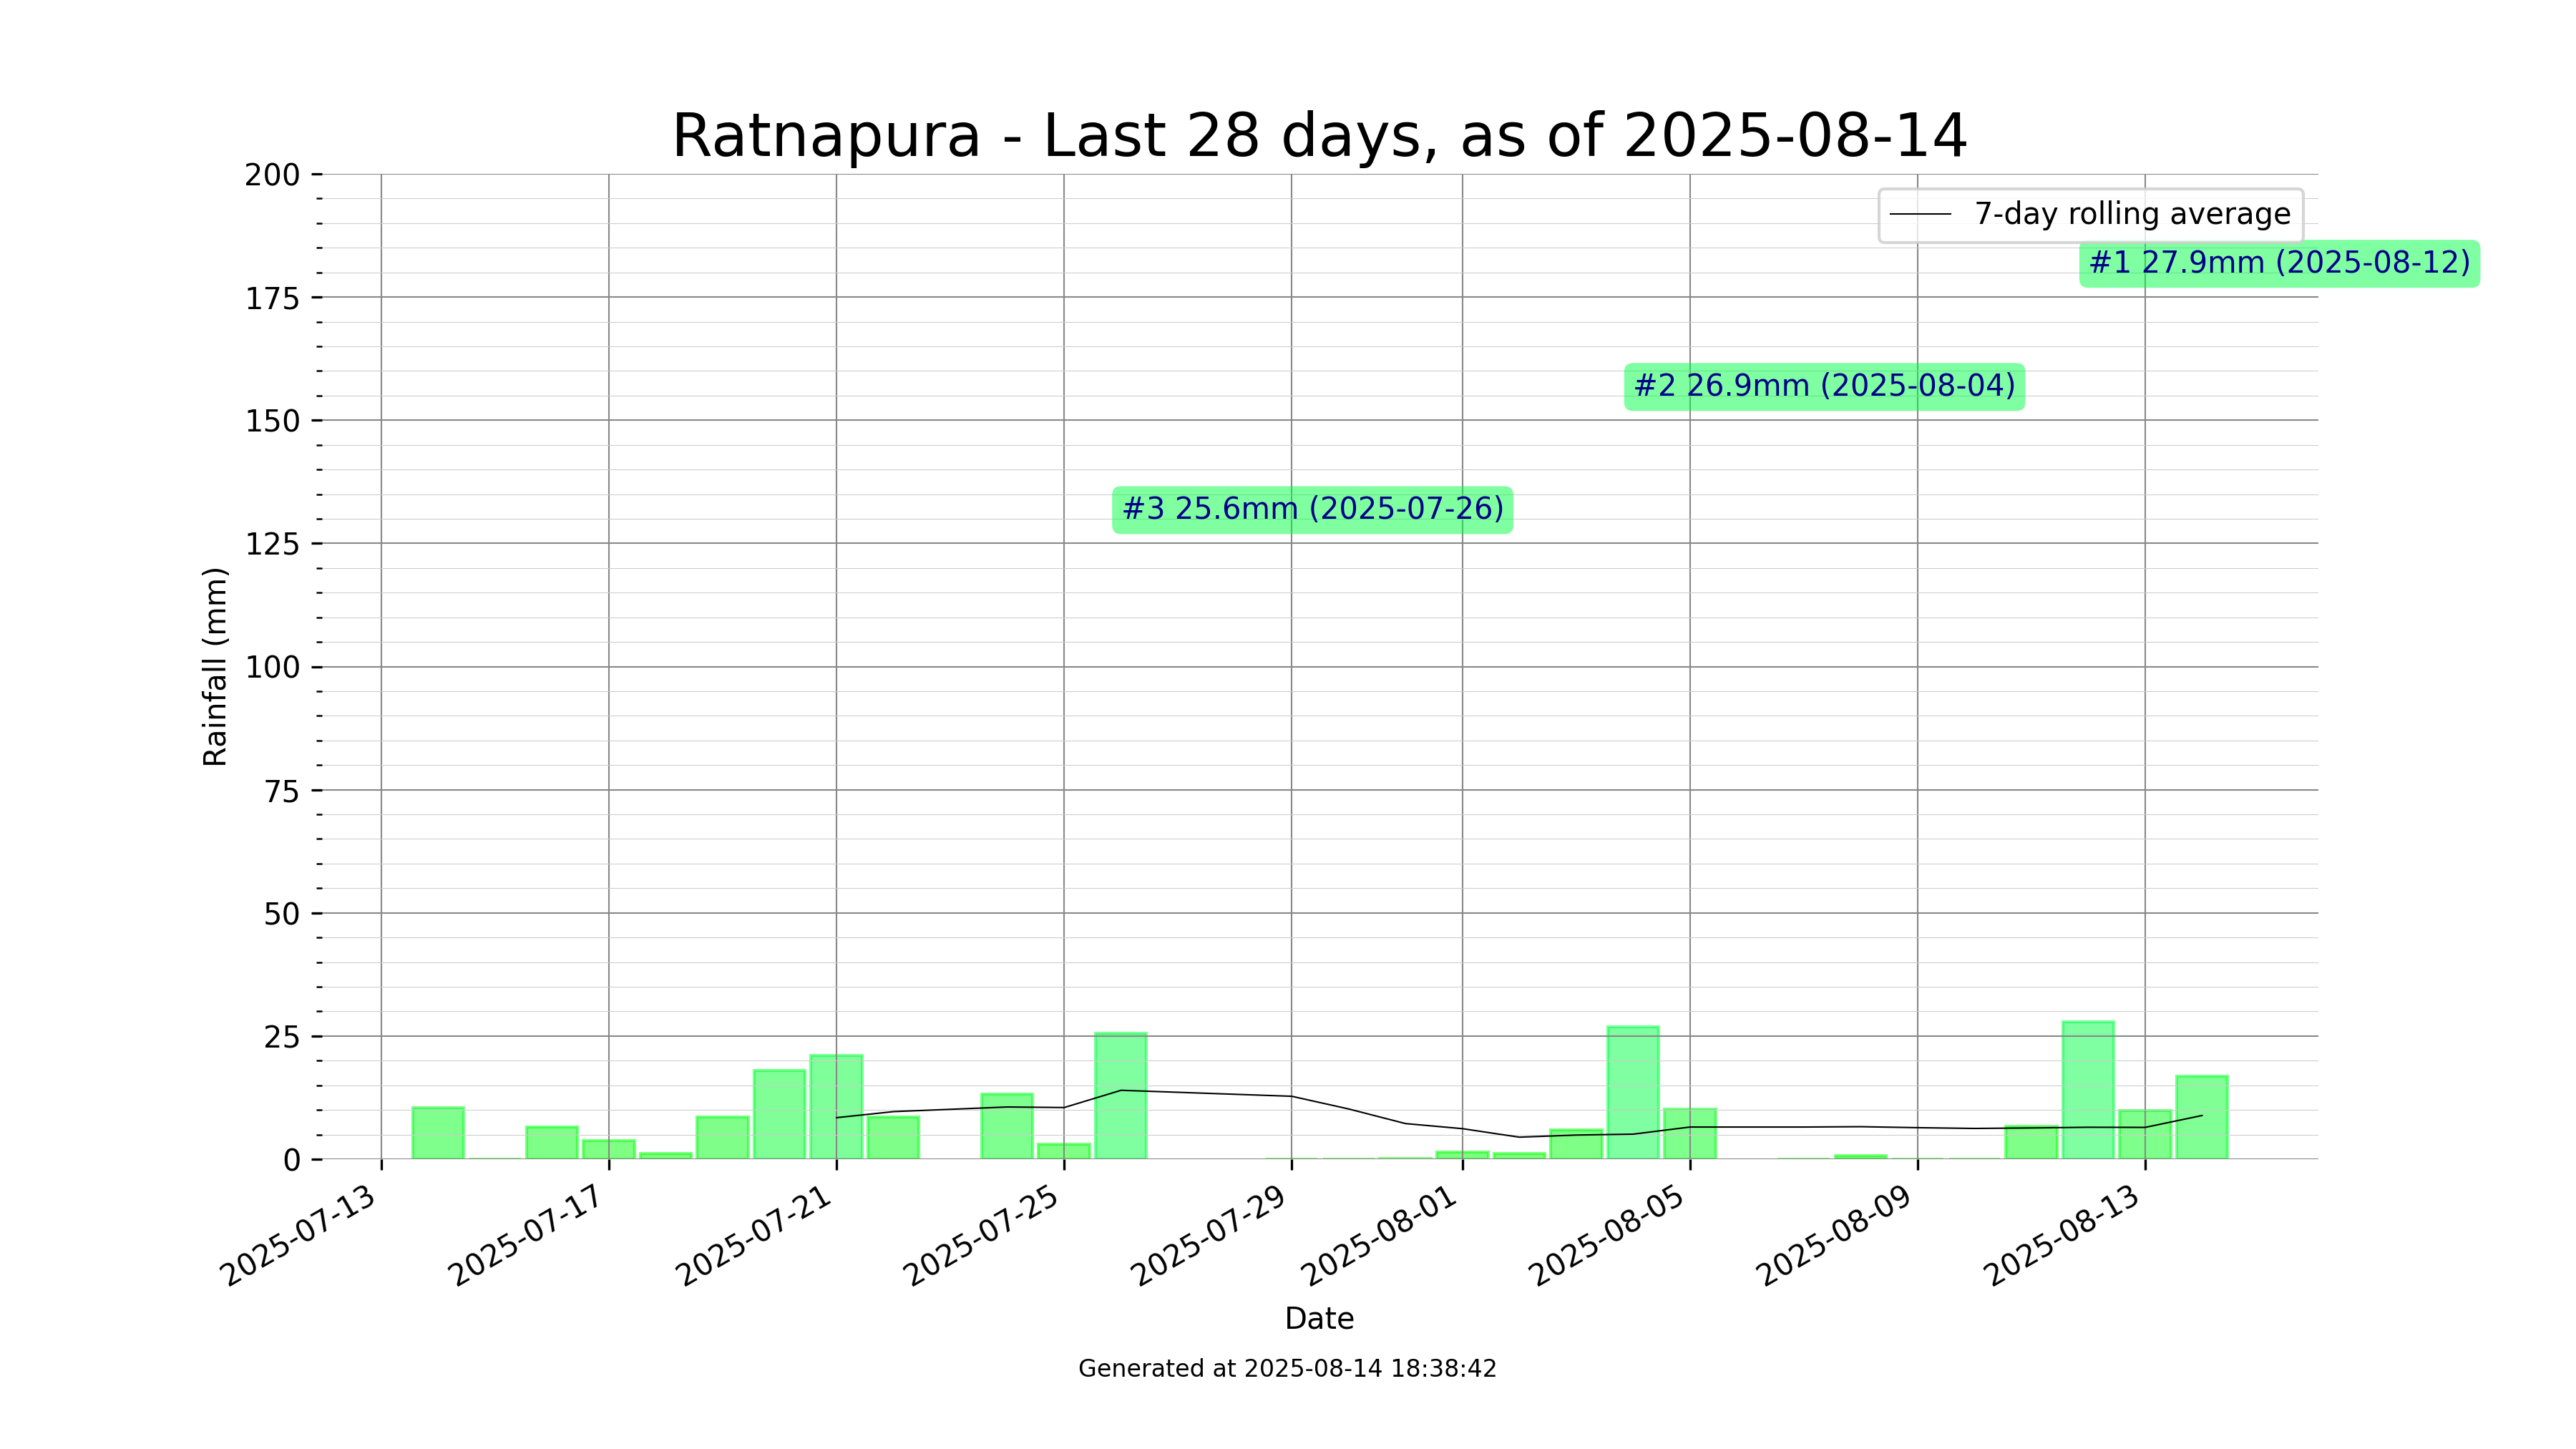 Ratnapura - Last 28 days, as of 2025-08-14
7-day rolling average
#1 27.9mm (2025-08-12)
#2 26.9mm (2025-08-04)
#3 25.6mm (2025-07-26)
Rainfall (mm)
200
175
150
125
100
75
50
25
0
2025-07-13
2025-07-17
2025-07-21
2025-07-25
2025-07-29
2025-08-01
2025-08-05
2025-08-09
2025-08-13
Date
Generated at 2025-08-14 18:38:42